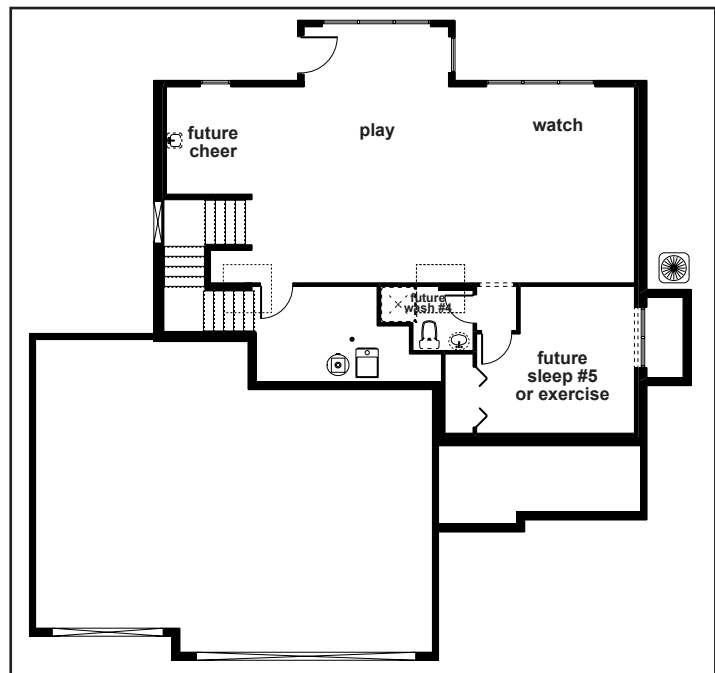 future
cheer
play
watch
future
wash #4
future
sleep #5
or exercise